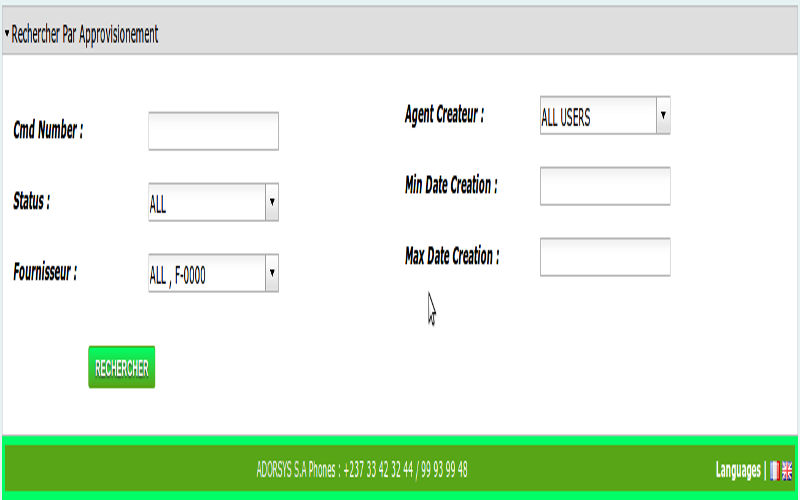 Rechercher Par Approvisionement
Cmd Number :
Agent Createur :
ALL USERS
Status :
ALL
Min Date Creation :
Fournisseur :
ALL , F-0000
Max Date Creation :
RECHERCHER
ADORSYS S.A Phones : +237 33 42 32 44 / 99 93 99 48
Languages |